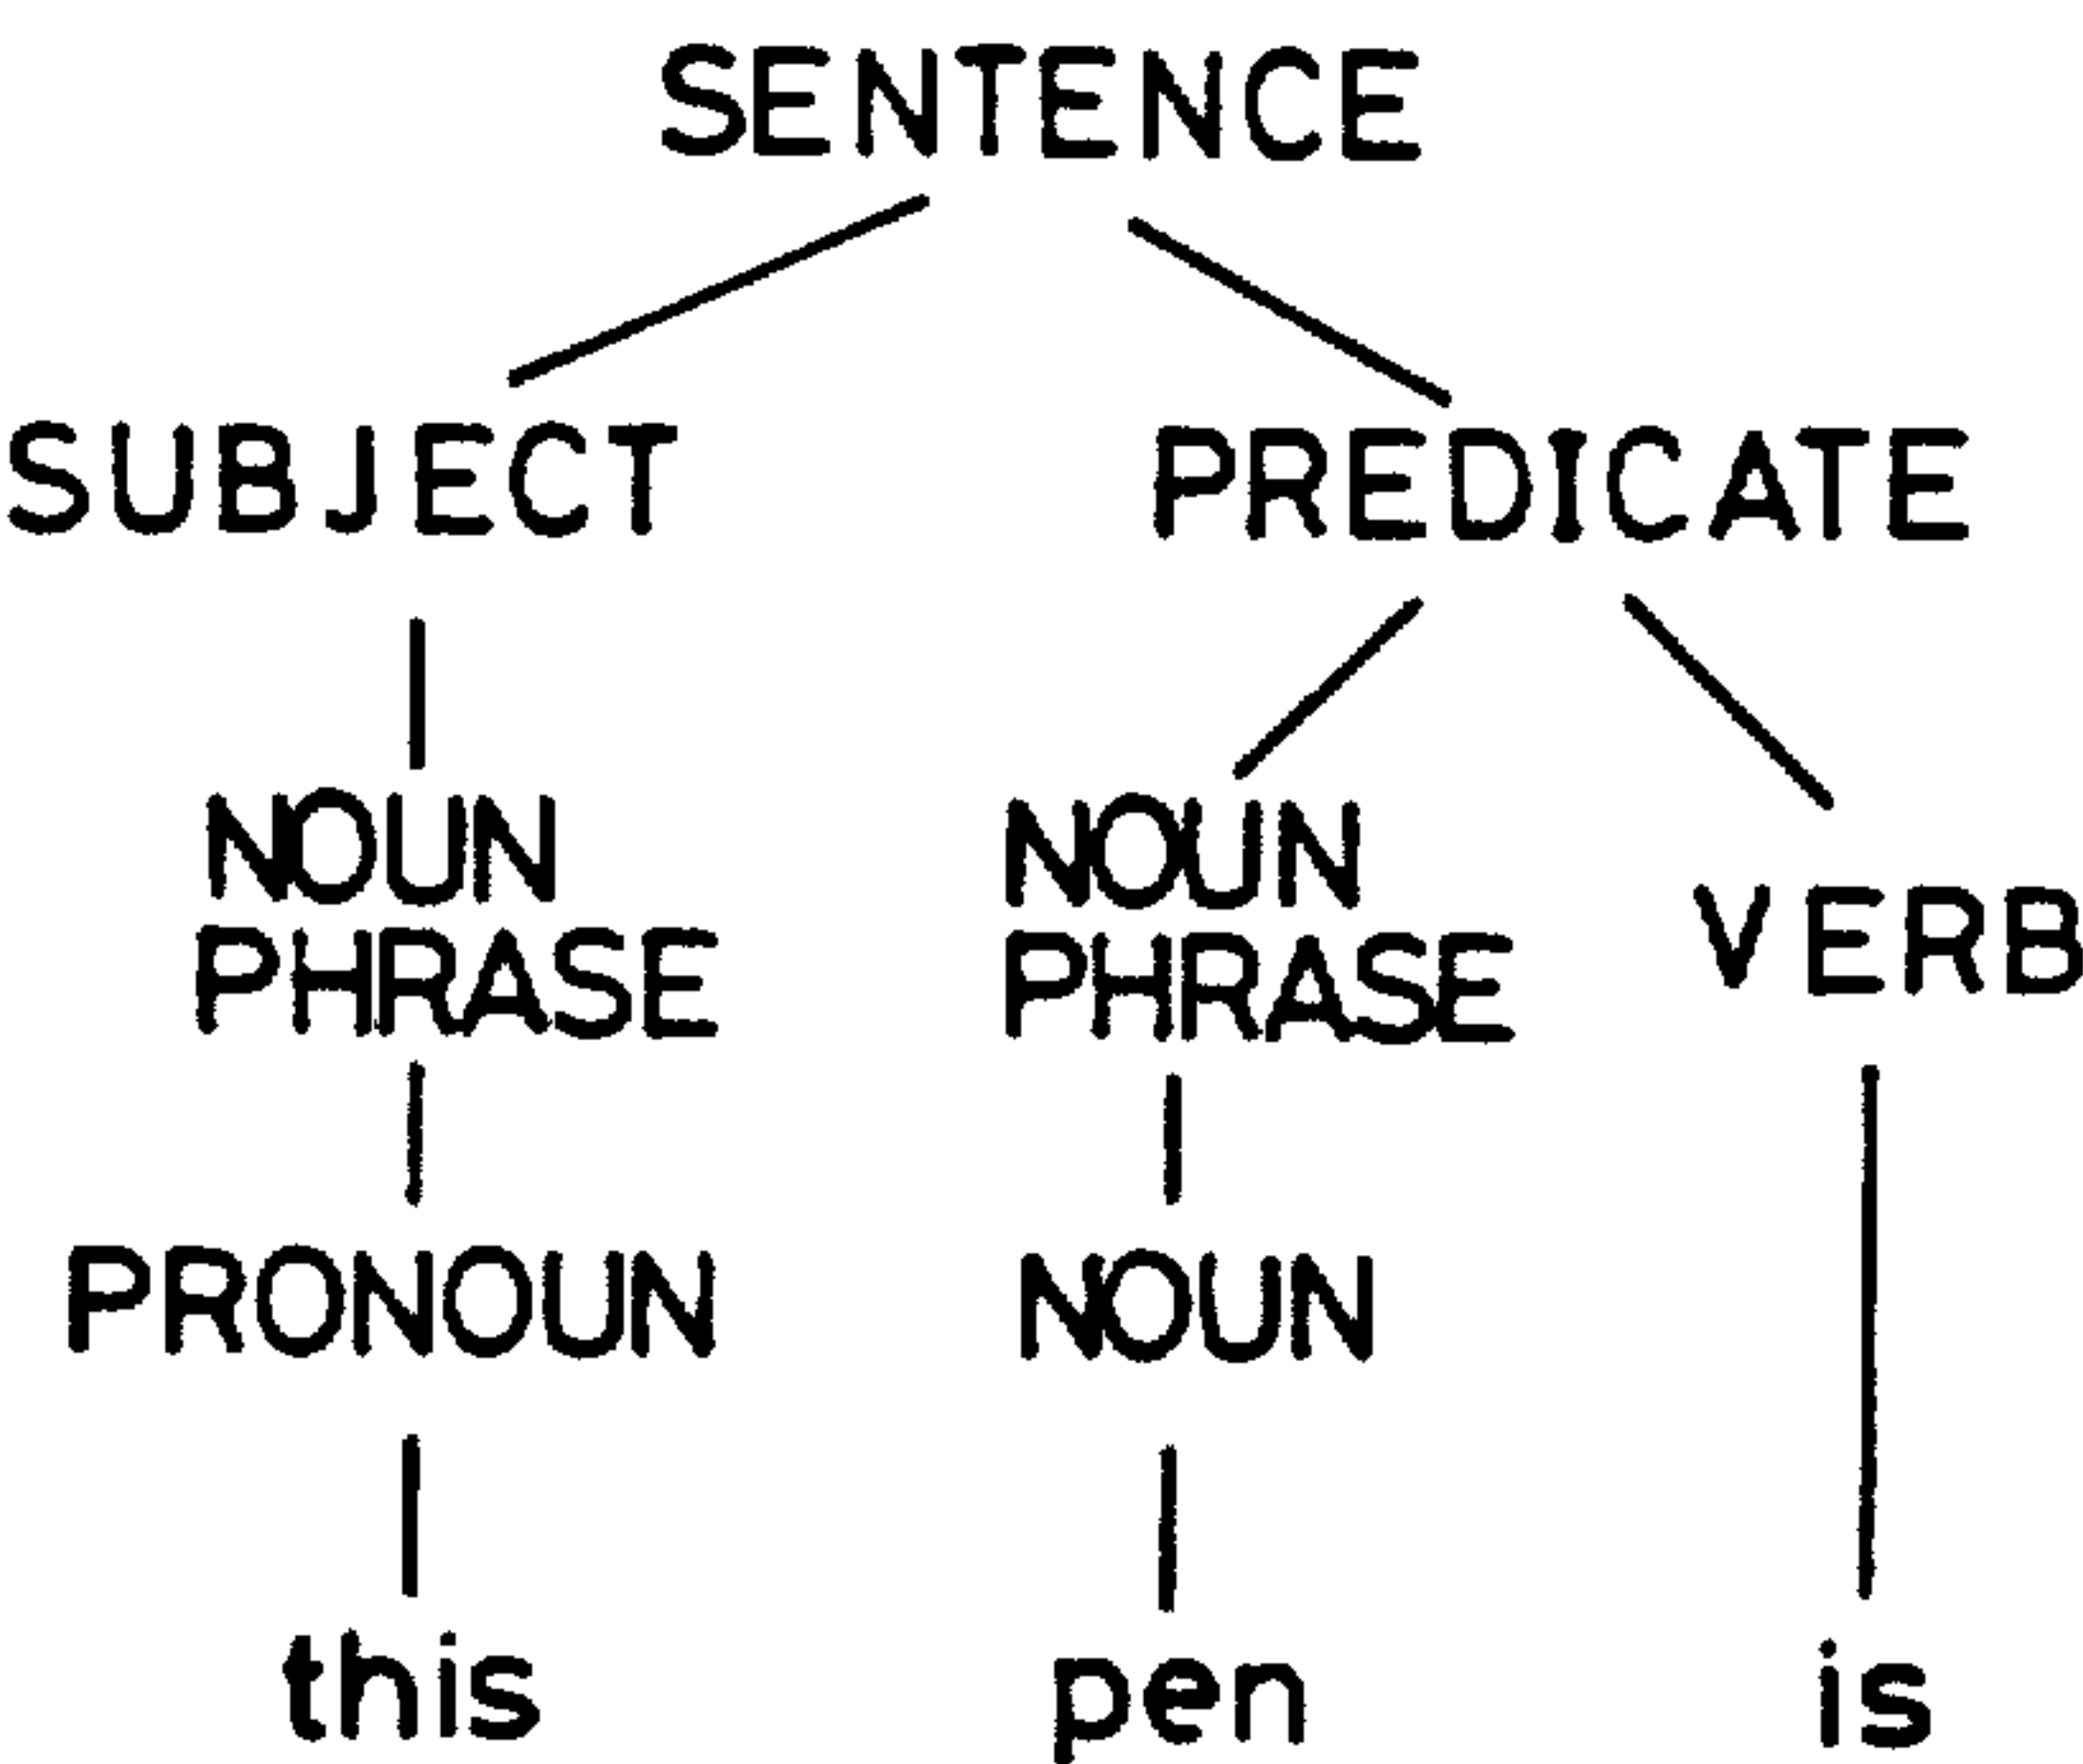 SENTENCE
SUBJECT PREDICATE
NOUN PHRASE NOUN PHRASE VERB
PRONOUN NOUN
this pen is